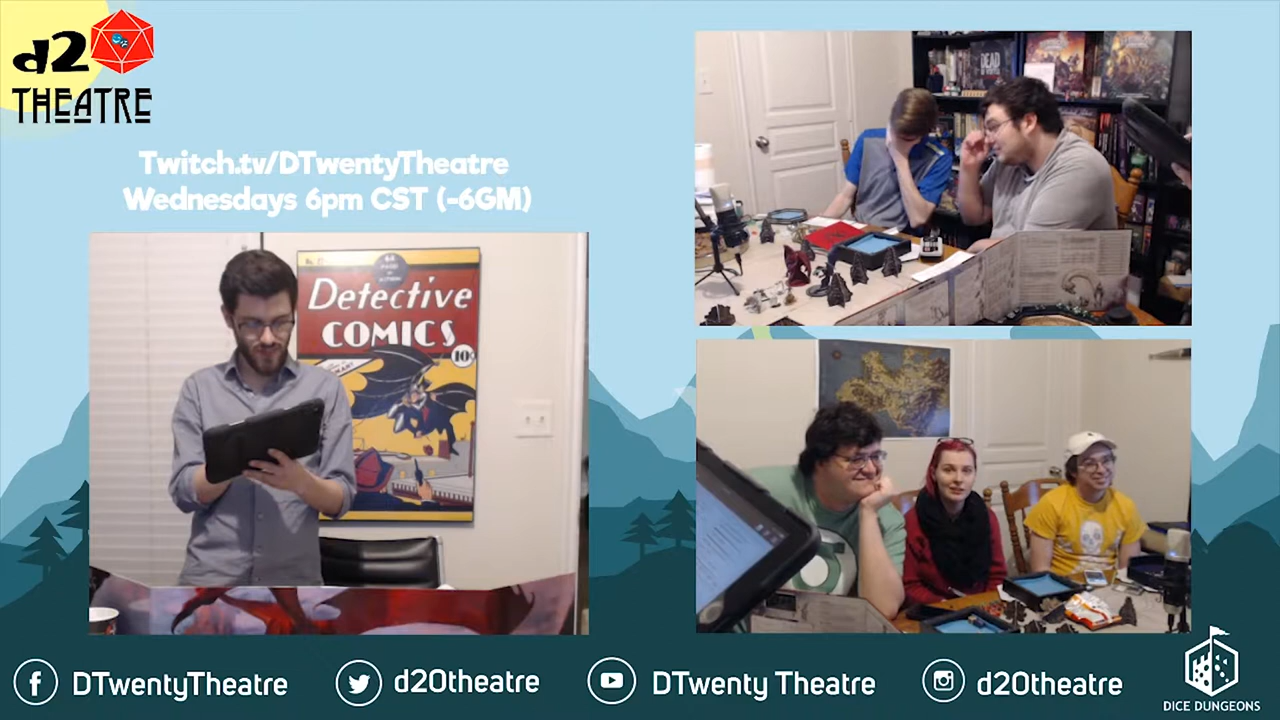 d20
THEATRE
Twitch.tv/DTwentyTheatre
Wednesdays 6pm CST (-6GM)
Detective
COMICS
10¢
DEAD
DTwentyTheatre
d20theatre
DTwenty Theatre
d20theatre
DICE DUNGEONS